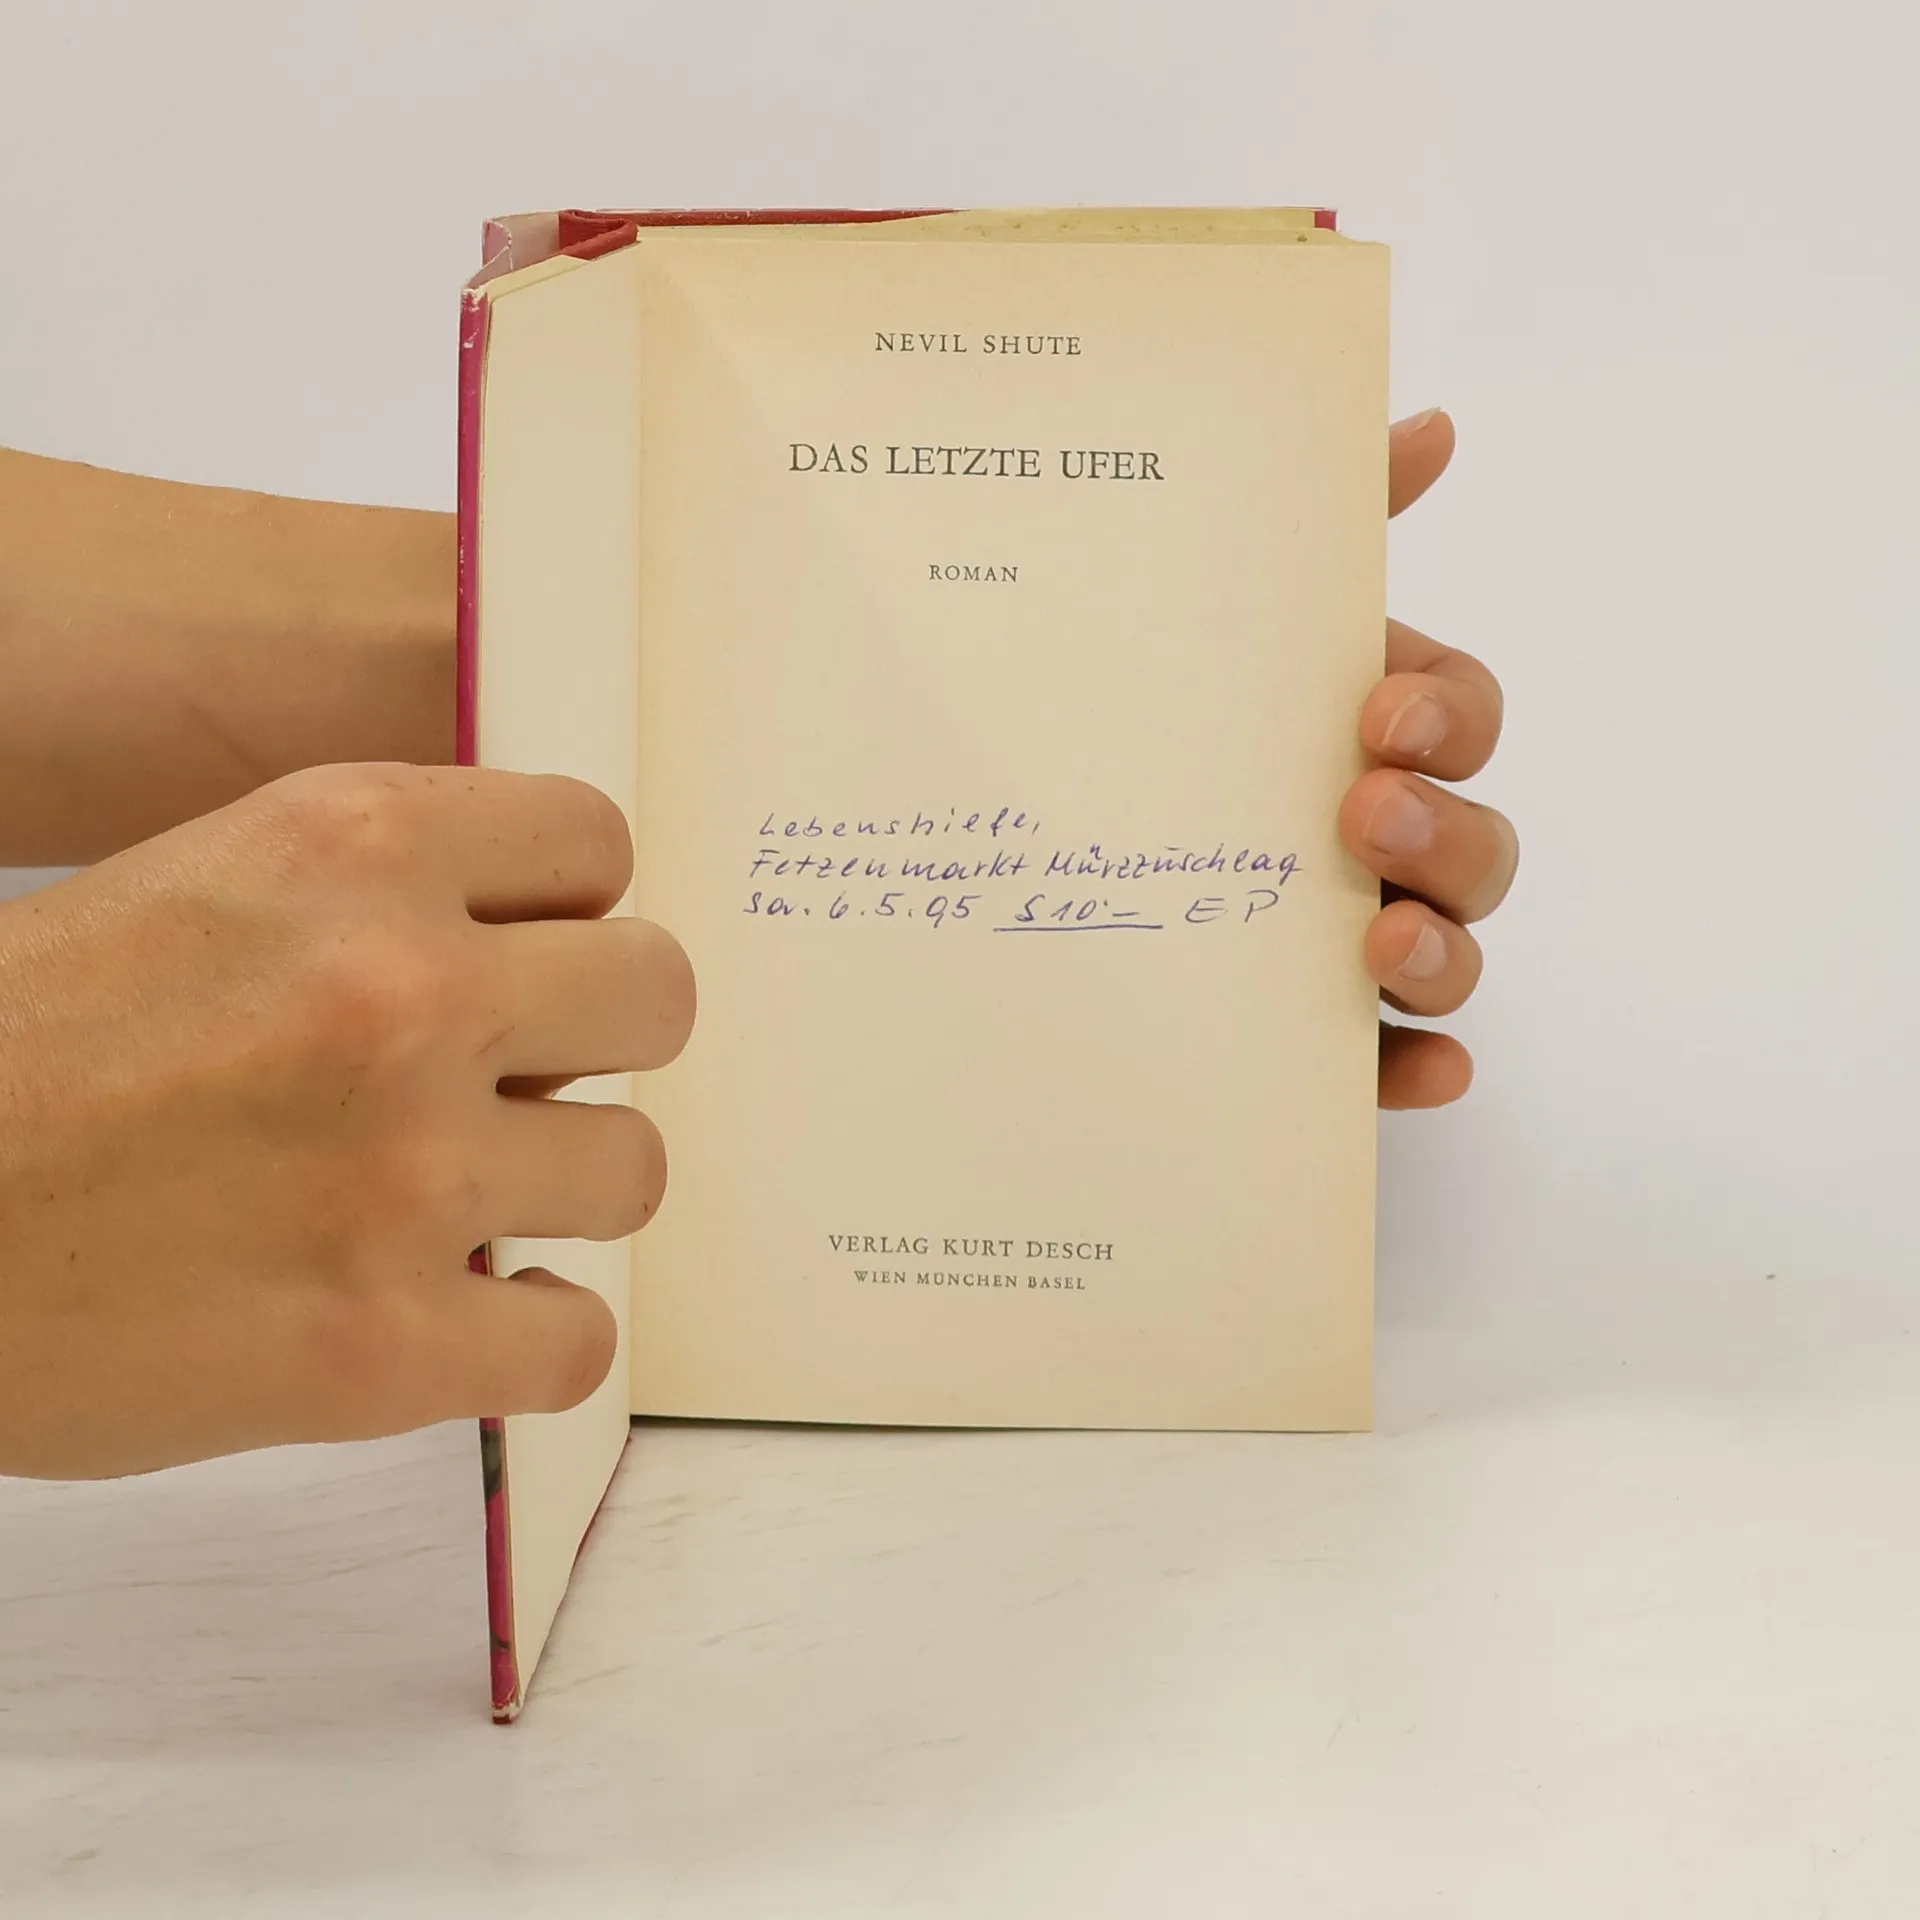 NEVIL SHUTE
DAS LETZTE UFER
ROMAN
Lebenshilfe,
Fetzenmarkt Mürzzuschlag
Sa. 6.5.95 S 10.- EP
VERLAG KURT DESCH
WIEN MÜNCHEN BASEL